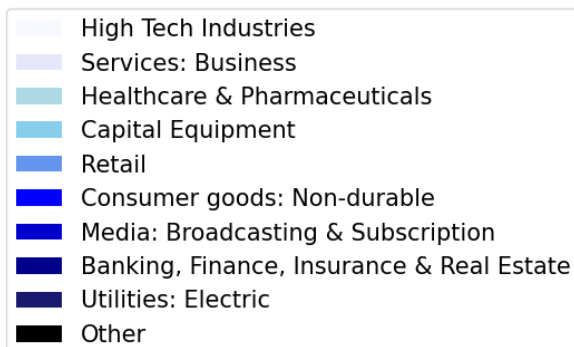 High Tech Industries
Services: Business
Healthcare & Pharmaceuticals
Capital Equipment
Retail
Consumer goods: Non-durable
Media: Broadcasting & Subscription
Banking, Finance, Insurance & Real Estate
Utilities: Electric
Other